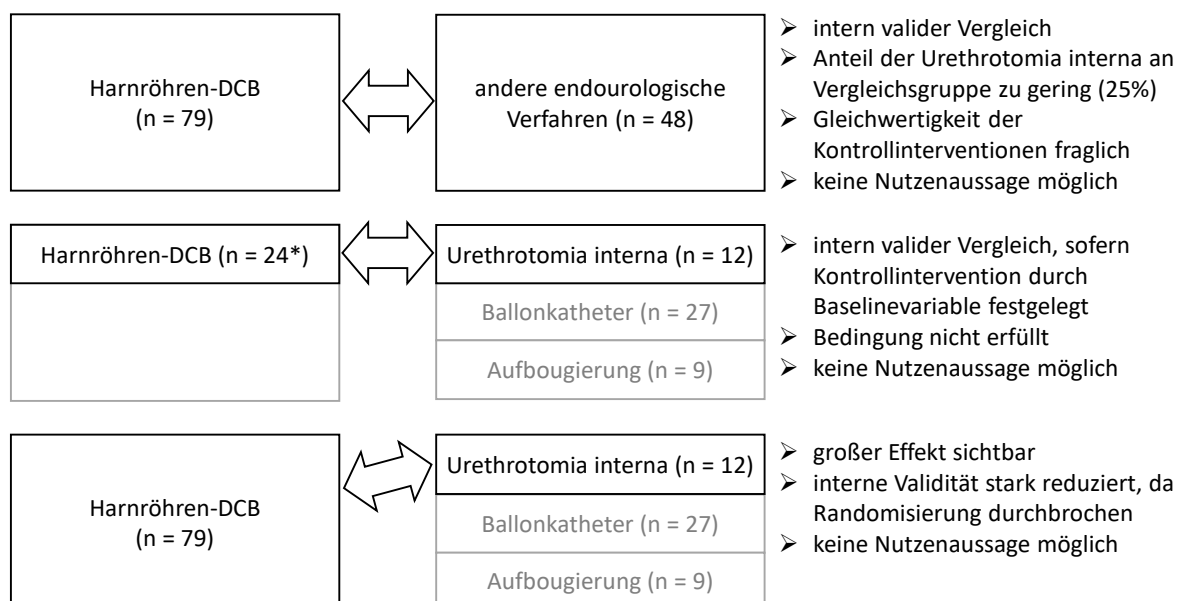 Harnröhren-DCB
(n = 79)
andere endourologische
Verfahren (n = 48)
➢ intern valider Vergleich
➢ Anteil der Urethrotomia interna an
Vergleichsgruppe zu gering (25%)
➢ Gleichwertigkeit der
Kontrollinterventionen fraglich
➢ keine Nutzenaussage möglich
Harnröhren-DCB (n = 24*)
Urethrotomia interna (n = 12)
Ballonkatheter (n = 27)
Aufbougierung (n = 9)
➢ intern valider Vergleich, sofern
Kontrollintervention durch
Baselinevariable festgelegt
➢ Bedingung nicht erfüllt
➢ keine Nutzenaussage möglich
Harnröhren-DCB
(n = 79)
Urethrotomia interna (n = 12)
Ballonkatheter (n = 27)
Aufbougierung (n = 9)
➢ großer Effekt sichtbar
➢ interne Validität stark reduziert, da
Randomisierung durchbrochen
➢ keine Nutzenaussage möglich